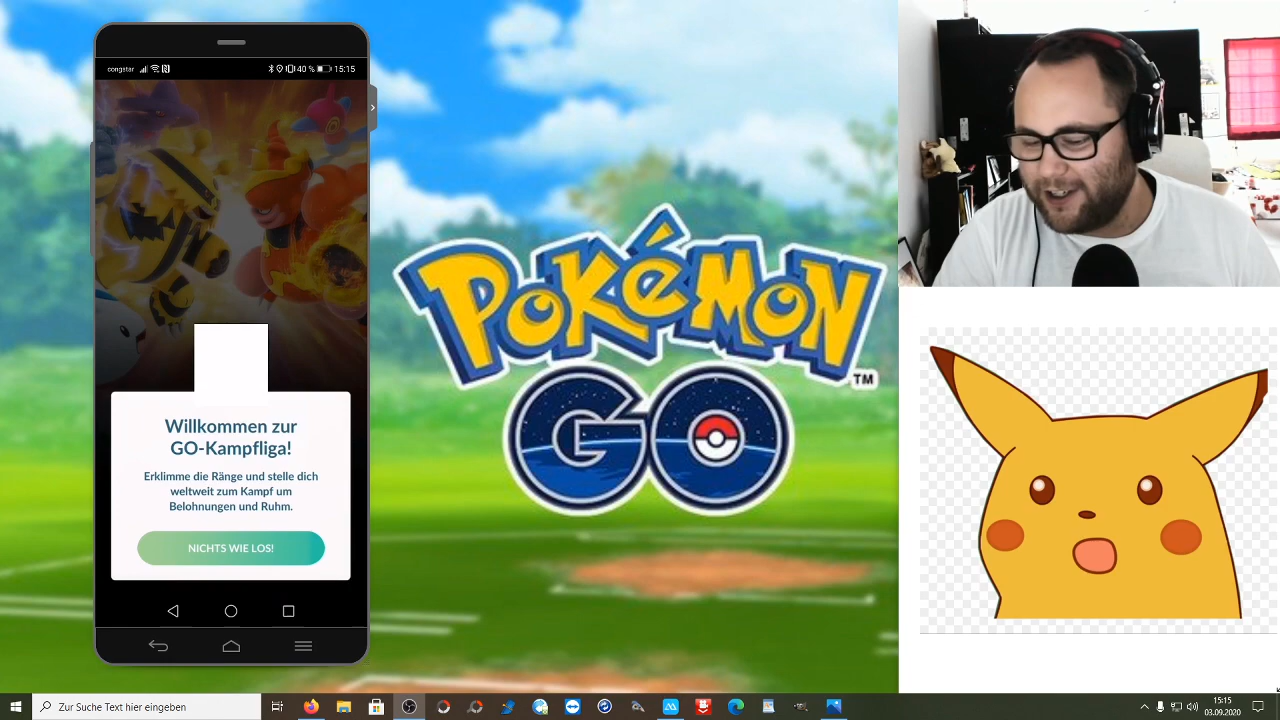 congstar
40 %
15:15
POKÉMON
TM
GO
Willkommen zur
GO-Kampfliga!
Erklimme die Ränge und stelle dich
weltweit zum Kampf um
Belohnungen und Ruhm.
NICHTS WIE LOS!
Zur Suche Text hier eingeben
15:15
03.09.2020